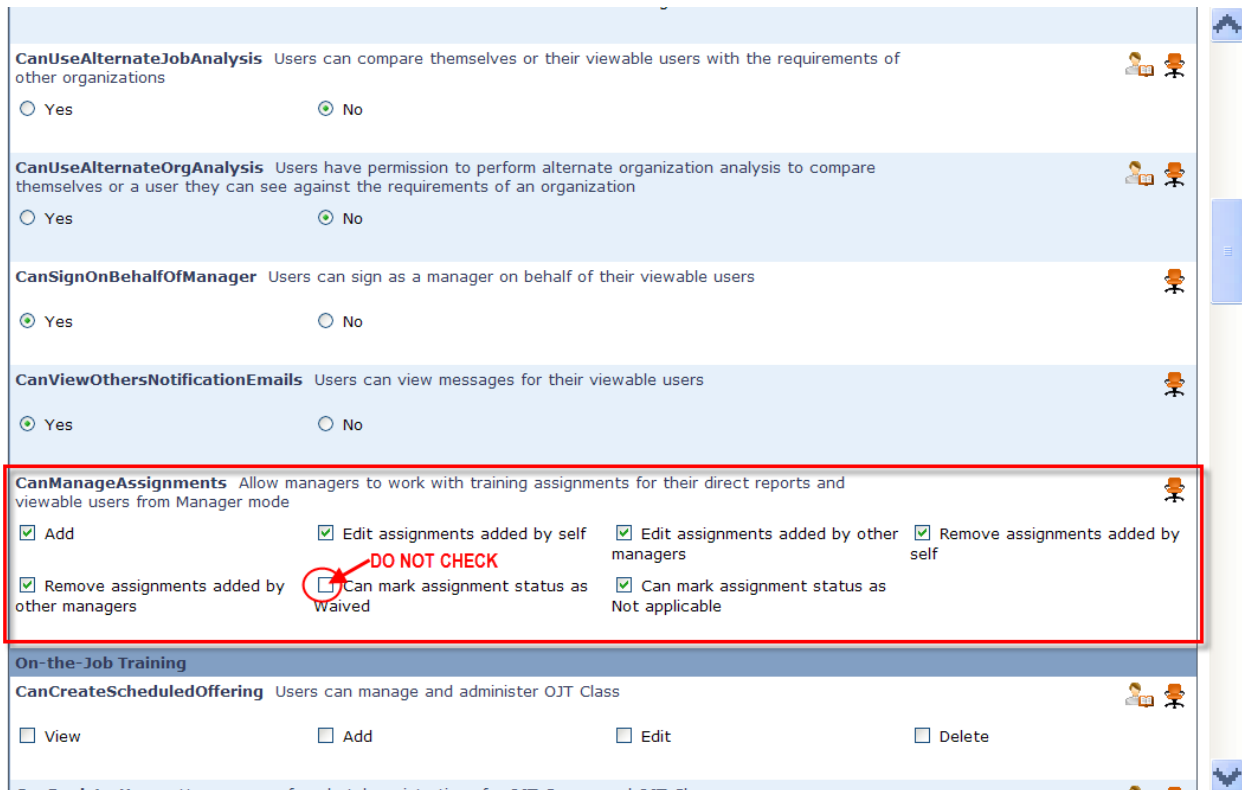 CanUseAlternateJobAnalysis Users can compare themselves or their viewable users with the requirements of
other organizations
Yes No
CanUseAlternateOrgAnalysis Users have permission to perform alternate organization analysis to compare
themselves or a user they can see against the requirements of an organization
Yes No
CanSignOnBehalfOfManager Users can sign as a manager on behalf of their viewable users
Yes No
CanViewOthersNotificationEmails Users can view messages for their viewable users
Yes No
CanManageAssignments Allow managers to work with training assignments for their direct reports and
viewable users from Manager mode
Add Edit assignments added by self Edit assignments added by other Remove assignments added by
managers self
DO NOT CHECK
Remove assignments added by Can mark assignment status as Can mark assignment status as
other managers Waived Not applicable
On-the-Job Training
CanCreateScheduledOffering Users can manage and administer OJT Class
View Add Edit Delete